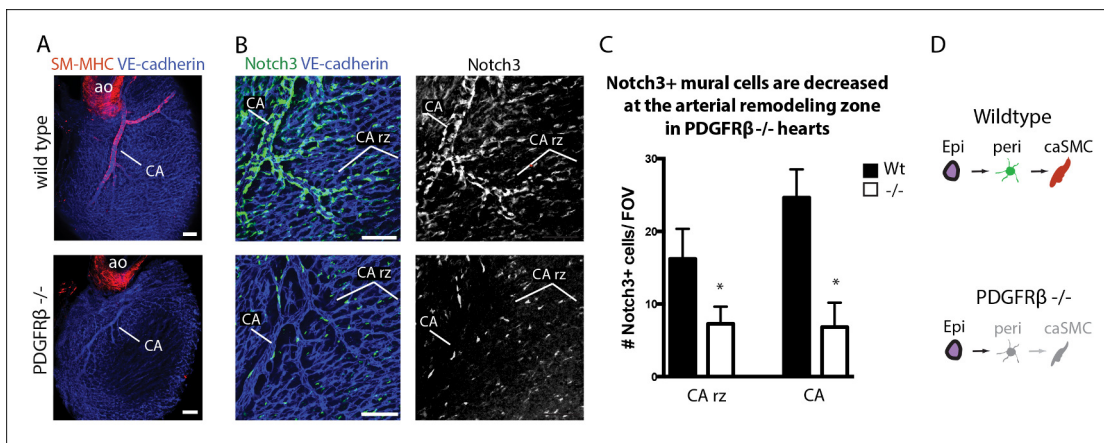 A
SM-MHC VE-cadherin
ao
CA
wild type
ao
CA
PDGFRβ -/-
B
Notch3 VE-cadherin
Notch3
CA
CA rz
CA
CA rz
CA
CA rz
CA
CA rz
C
Notch3+ mural cells are decreased
at the arterial remodeling zone
in PDGFRβ -/- hearts
# Notch3+ cells/ FOV
30
20
10
0
Wt
-/-
*
*
CA rz
CA
D
Wildtype
Epi peri caSMC
PDGFRβ -/-
Epi peri caSMC